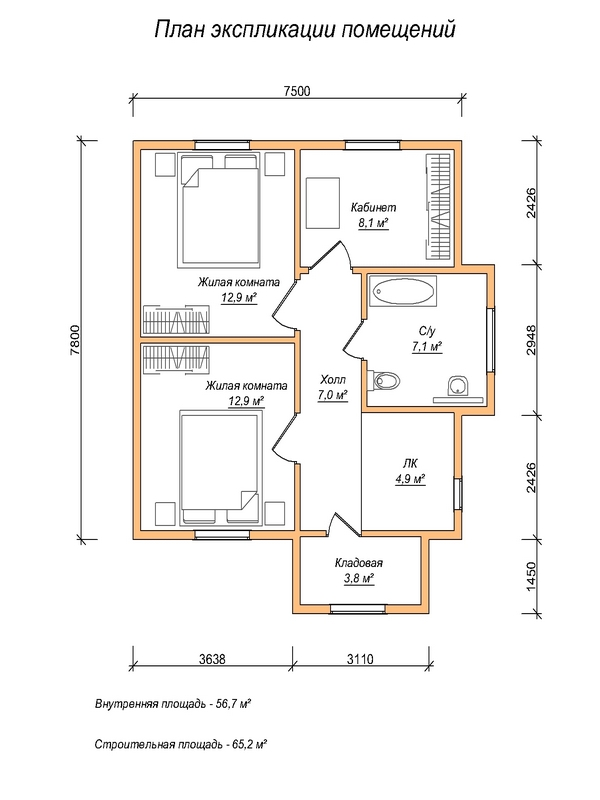 План экспликации помещений
7500
Кабинет
8,1 м²
2426
Жилая комната
12,9 м²
С/у
7,1 м²
2948
7800
Жилая комната
12,9 м²
Холл
7,0 м²
ЛК
4,9 м²
2426
Кладовая
3,8 м²
1450
3638
3110
Внутренняя площадь - 56,7 м²
Строительная площадь - 65,2 м²